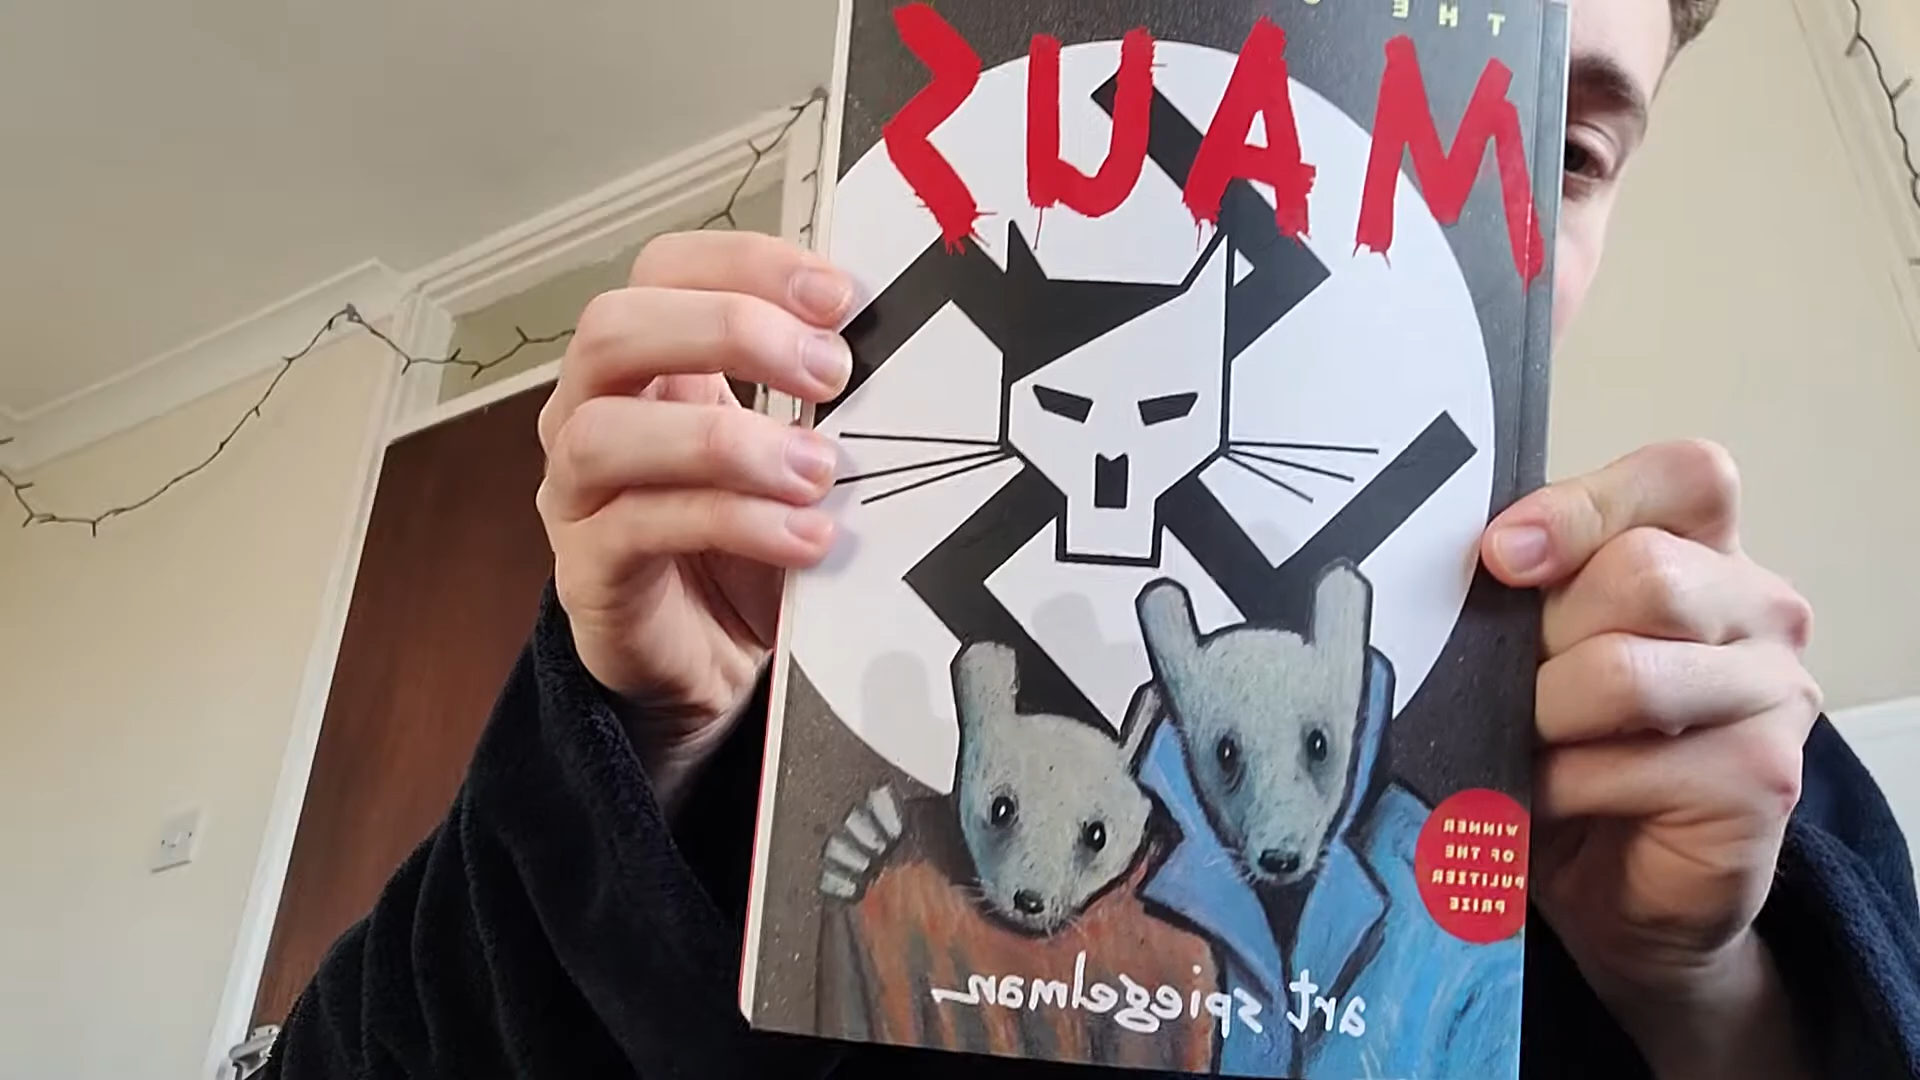 THE
MAUS
WINNER
OF THE
PULITZER
PRIZE
art spiegelman